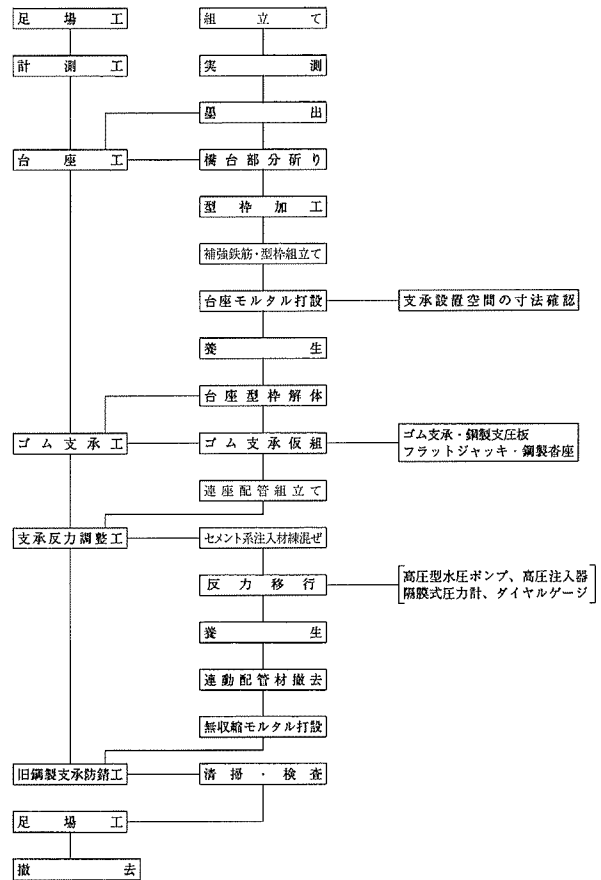 足場工 組立て
計測工 実測
墨出
台座工 横台部分斫り
型枠加工
補強鉄筋・型枠組立て
台座モルタル打設 支承設置空間の寸法確認
養生
台座型枠解体
ゴム支承工 ゴム支承仮組 ゴム支承・鋼製支圧板
フラットジャッキ・鋼製沓座
連座配管組立て
支承反力調整工 セメント系注入材練混ぜ
反力移行 高圧型水圧ポンプ、高圧注入器
隔膜式圧力計、ダイヤルゲージ
養生
連動配管材撤去
無収縮モルタル打設
旧鋼製支承防錆工 清掃・検査
足場工
撤去